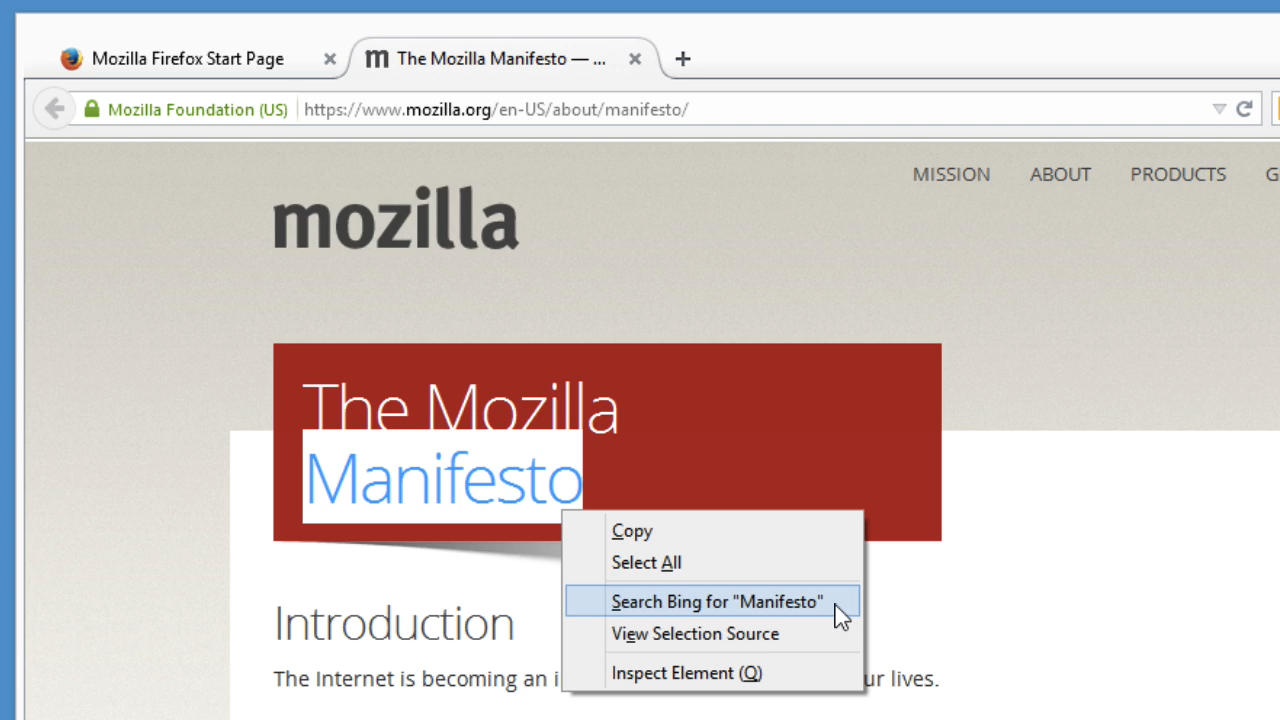 Mozilla Firefox Start Page
m The Mozilla Manifesto — ...
Mozilla Foundation (US) https://www.mozilla.org/en-US/about/manifesto/
MISSION ABOUT PRODUCTS G
mozilla
The Mozilla
Manifesto
Copy
Select All
Search Bing for "Manifesto"
View Selection Source
Inspect Element (Q)
Introduction
The Internet is becoming an i ur lives.